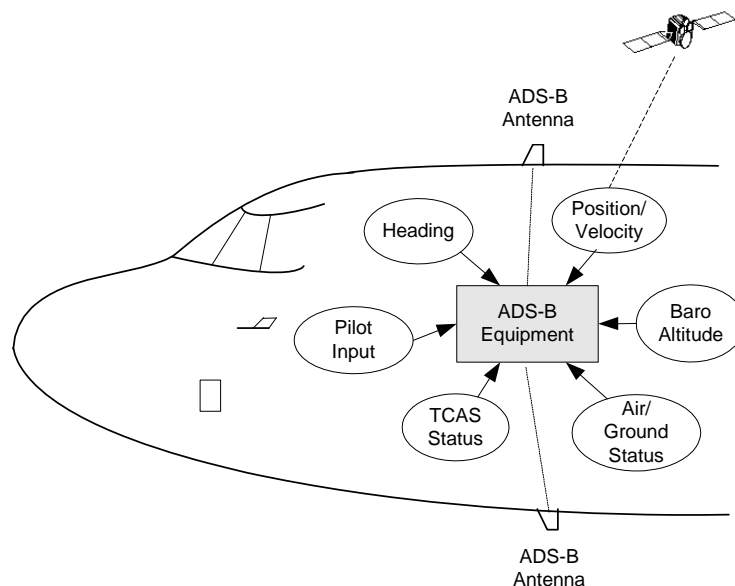 ADS-B
Antenna
Heading
Position/
Velocity
ADS-B
Equipment
Pilot
Input
Baro
Altitude
TCAS
Status
Air/
Ground
Status
ADS-B
Antenna